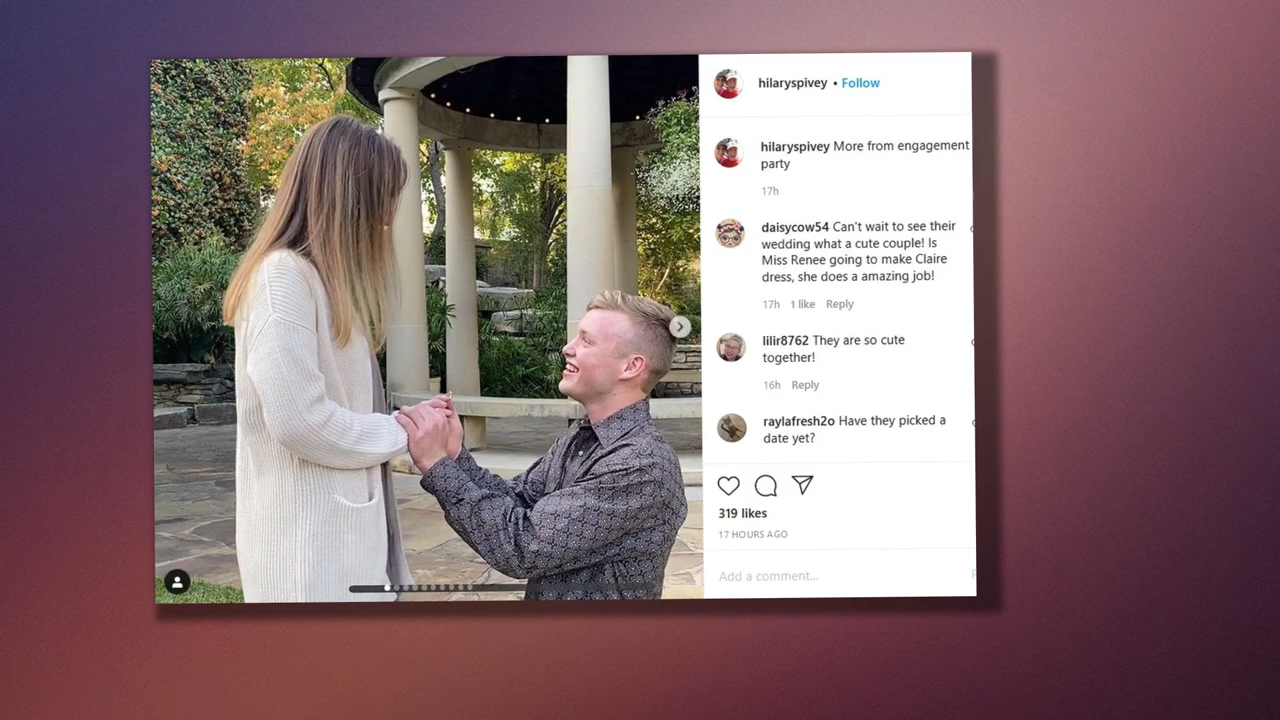 hilaryspivey • Follow
hilaryspivey More from engagement
party
17h
daisycow54 Can't wait to see their
wedding what a cute couple! Is
Miss Renee going to make Claire
dress, she does a amazing job!
17h 1 like Reply
lilir8762 They are so cute
together!
16h Reply
raylafresh2o Have they picked a
date yet?
319 likes
17 HOURS AGO
Add a comment...